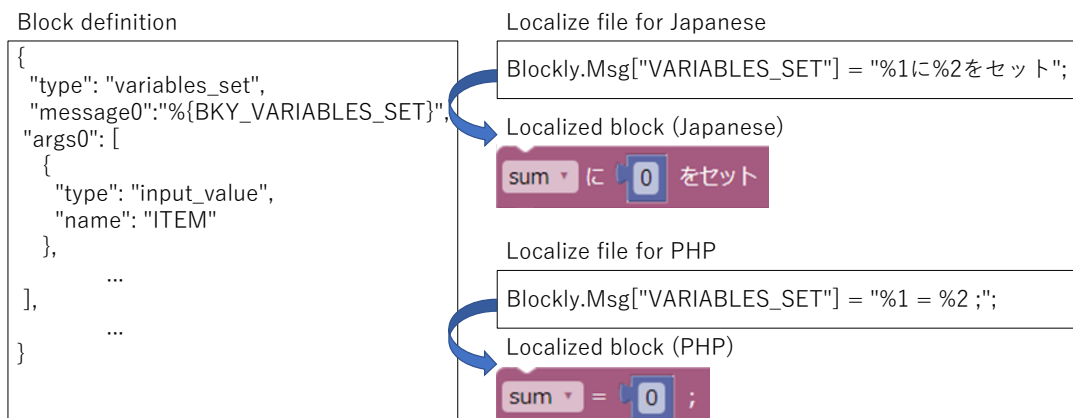 Block definition
{
"type": "variables_set",
"message0":"%{BKY_VARIABLES_SET}",
"args0": [
{
"type": "input_value",
"name": "ITEM"
},
...
],
...
}
Localize file for Japanese
Blockly.Msg["VARIABLES_SET"] = "%1に%2をセット";
Localized block (Japanese)
sum に 0 をセット
Localize file for PHP
Blockly.Msg["VARIABLES_SET"] = "%1 = %2 ;";
Localized block (PHP)
sum = 0 ;